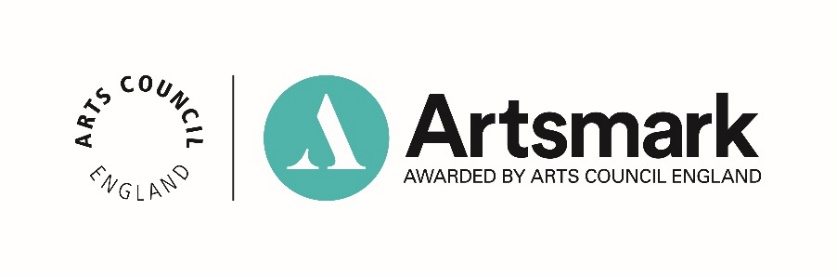 ARTS COUNCIL
ENGLAND
Artsmark
AWARDED BY ARTS COUNCIL ENGLAND